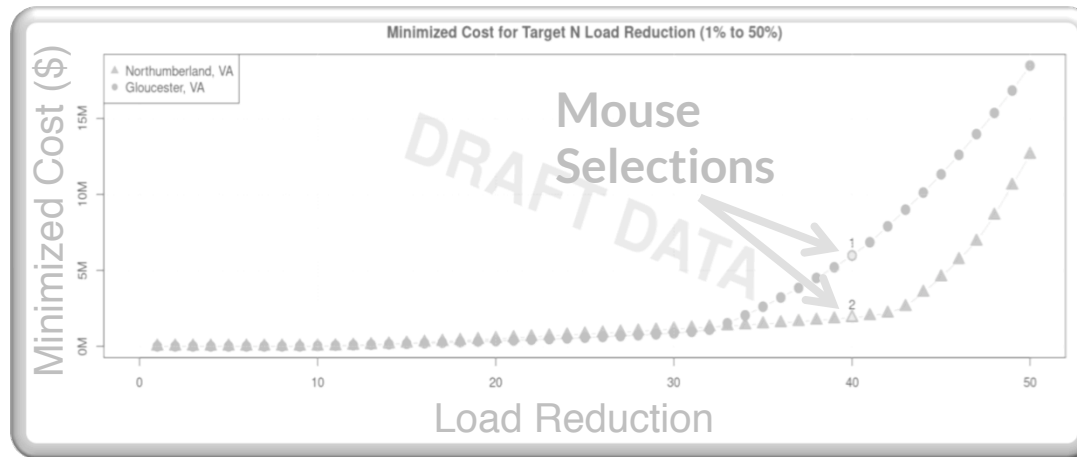 Minimized Cost for Target N Load Reduction (1% to 50%)
Northumberland, VA
Gloucester, VA
Mouse
Selections
DRAFT DATA
Minimized Cost ($)
15M
10M
5M
0M
1
2
0
10
20
30
40
50
Load Reduction